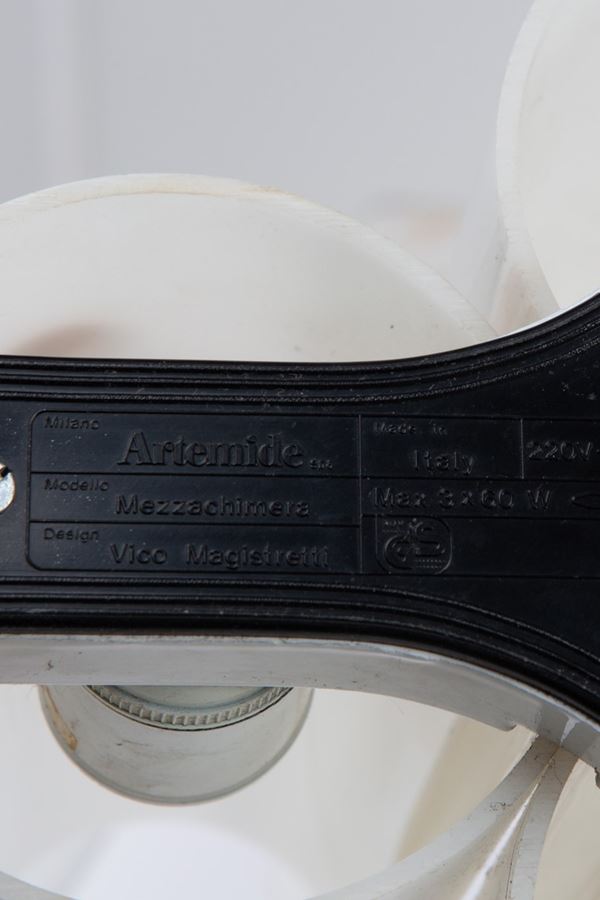 Milano
Artemide
Modello
Mezzachimera
Design
Vico Magistretti
Made in
Italy
220V
Max 3 x 60 W